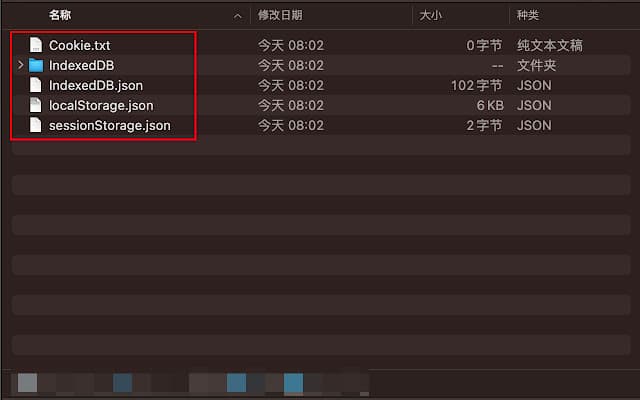 名称 修改日期 大小 种类
Cookie.txt 今天 08:02 0 字节 纯文本文稿
IndexedDB 今天 08:02 -- 文件夹
IndexedDB.json 今天 08:02 102 字节 JSON
localStorage.json 今天 08:02 6 KB JSON
sessionStorage.json 今天 08:02 2 字节 JSON